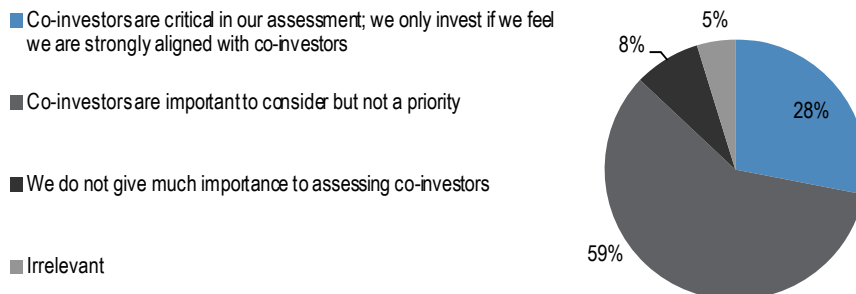 Co-investors are critical in our assessment; we only invest if we feel
we are strongly aligned with co-investors
Co-investors are important to consider but not a priority
We do not give much importance to assessing co-investors
Irrelevant
5%
8%
28%
59%